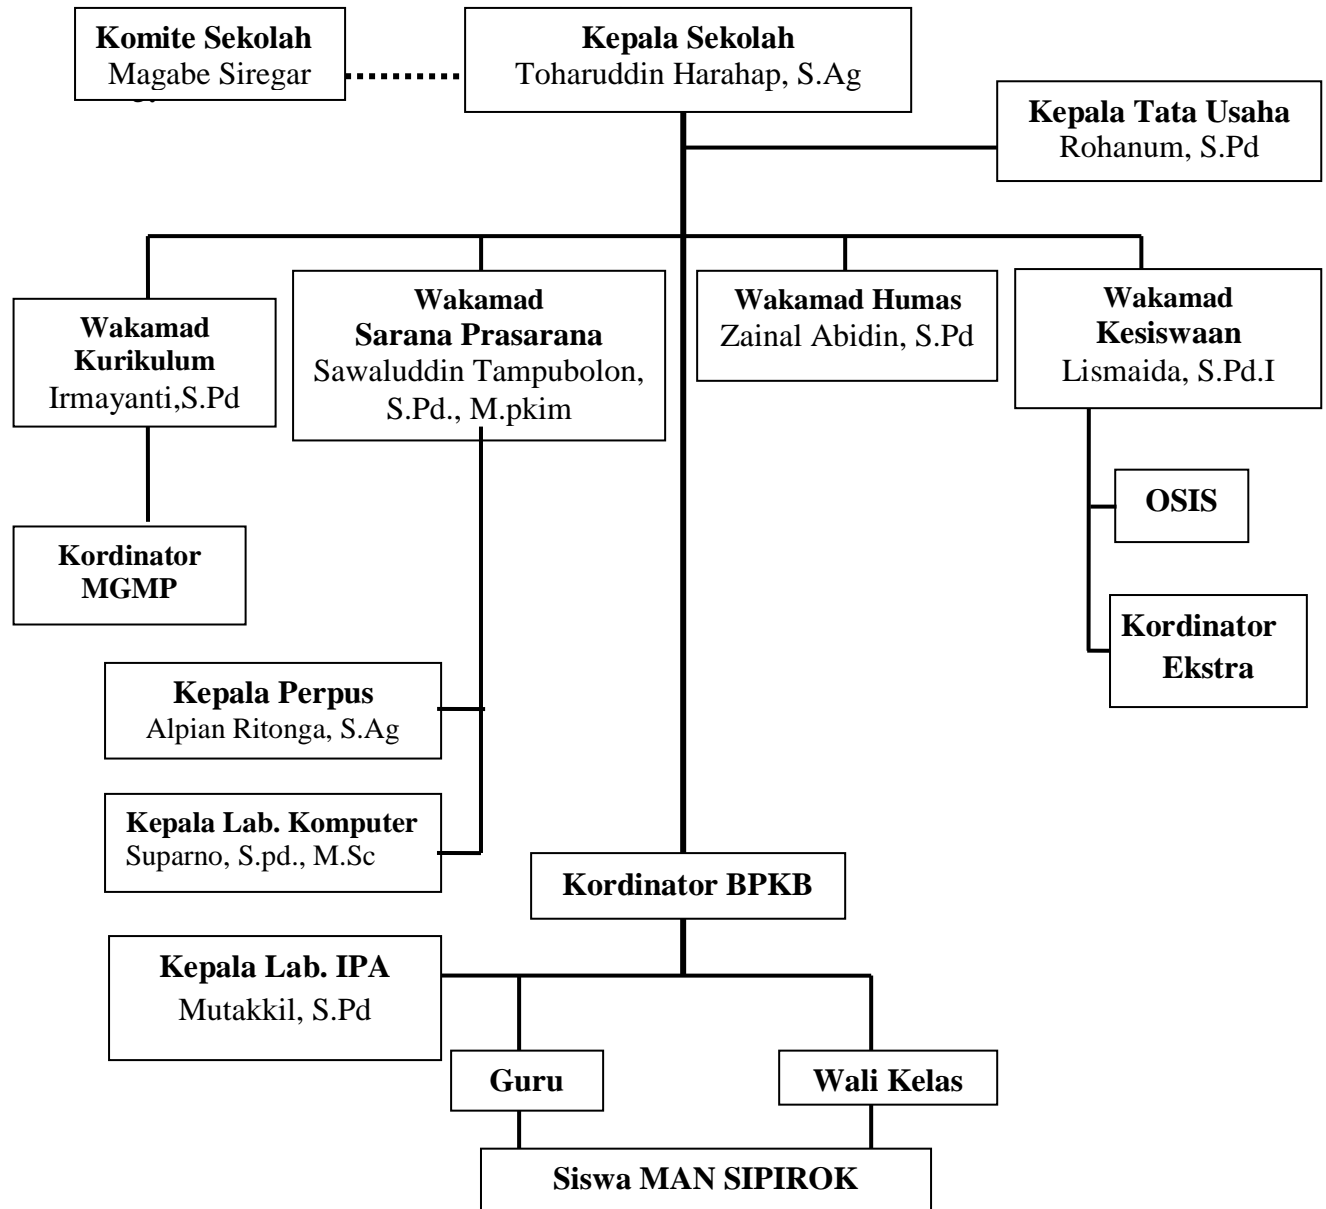 Komite Sekolah
Magabe Siregar
Kepala Sekolah
Toharuddin Harahap, S.Ag
Kepala Tata Usaha
Rohanum, S.Pd
Wakamad
Kurikulum
Irmayanti,S.Pd
Wakamad
Sarana Prasarana
Sawaluddin Tampubolon,
S.Pd., M.pkim
Wakamad Humas
Zainal Abidin, S.Pd
Wakamad
Kesiswaan
Lismaida, S.Pd.I
Kordinator
MGMP
OSIS
Kordinator
Ekstra
Kepala Perpus
Alpian Ritonga, S.Ag
Kepala Lab. Komputer
Suparno, S.pd., M.Sc
Kordinator BPKB
Kepala Lab. IPA
Mutakkil, S.Pd
Guru
Wali Kelas
Siswa MAN SIPIROK